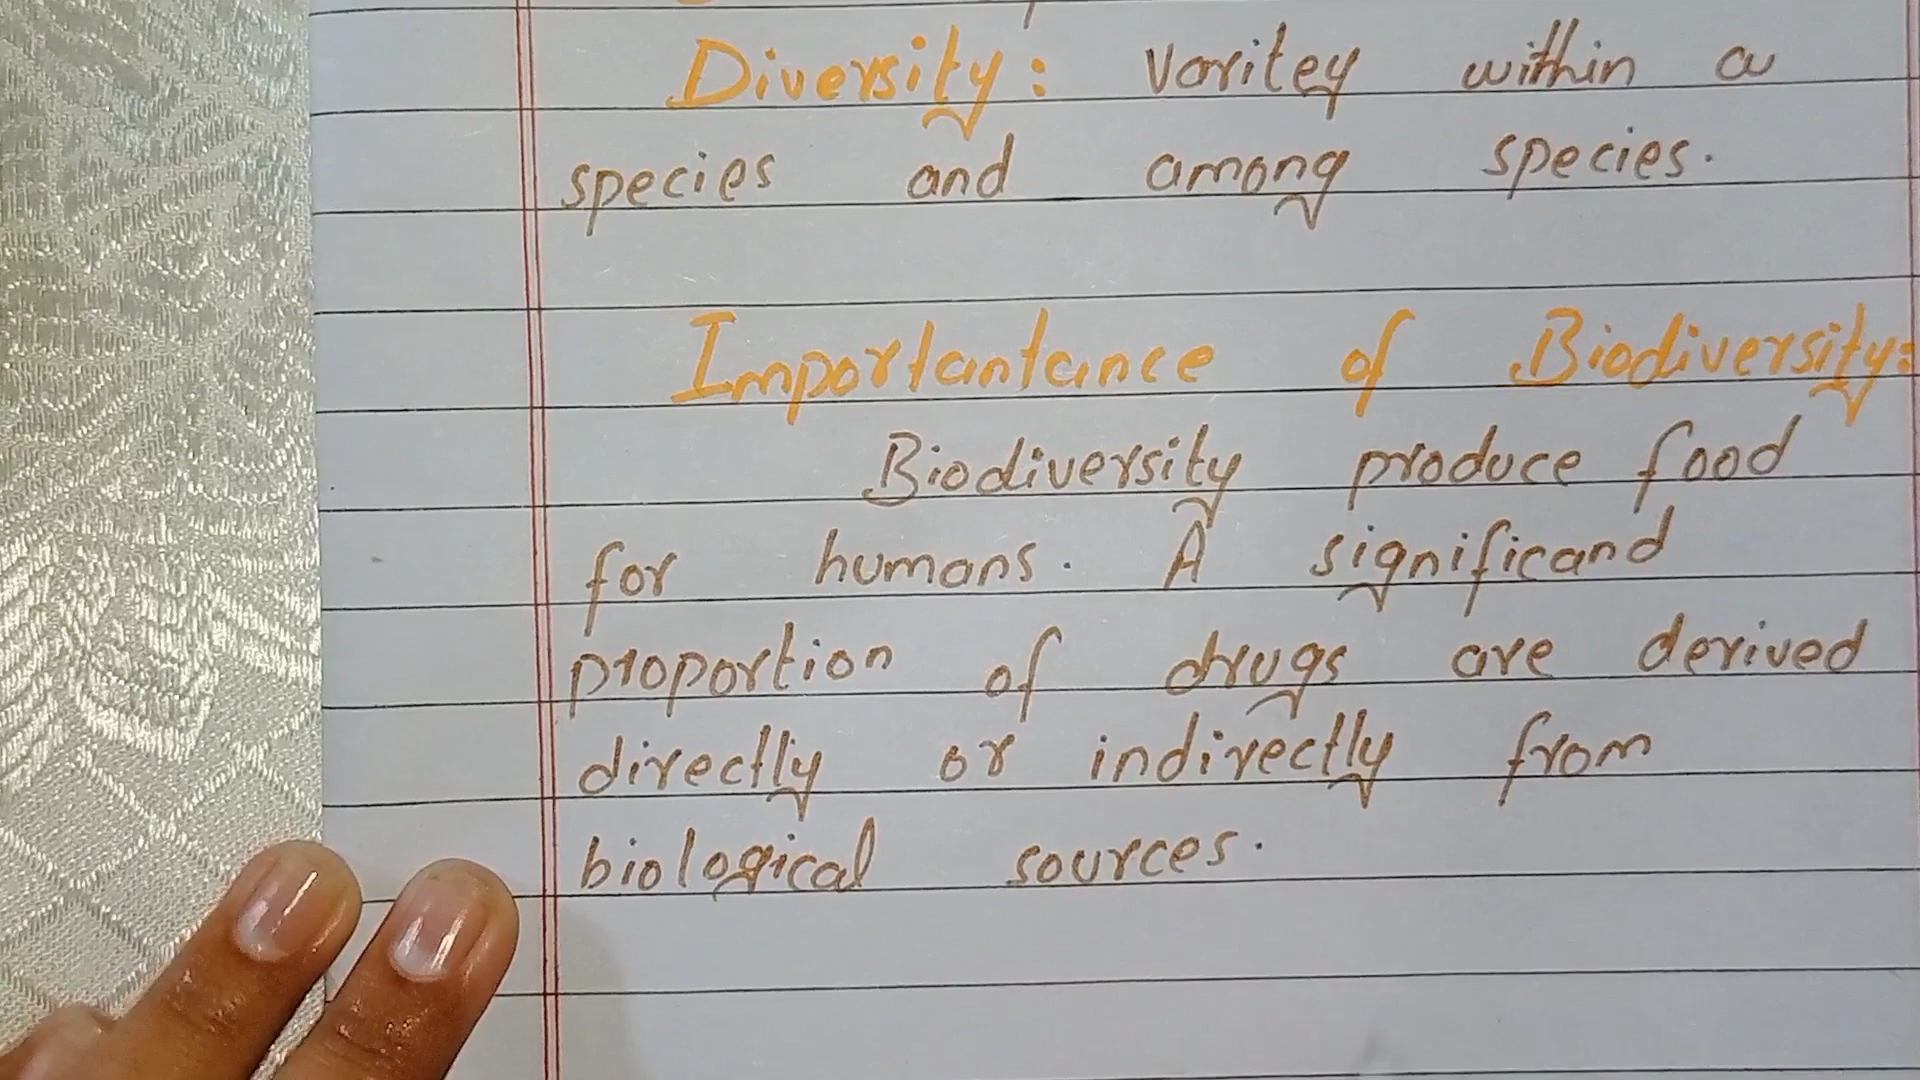 Diversity: Varitey within a
species and among species.
Importantance of Biodiversity:
Biodiversity produce food
for humans. A significand
proportion of drugs are derived
directly or indirectly from
biological sources.